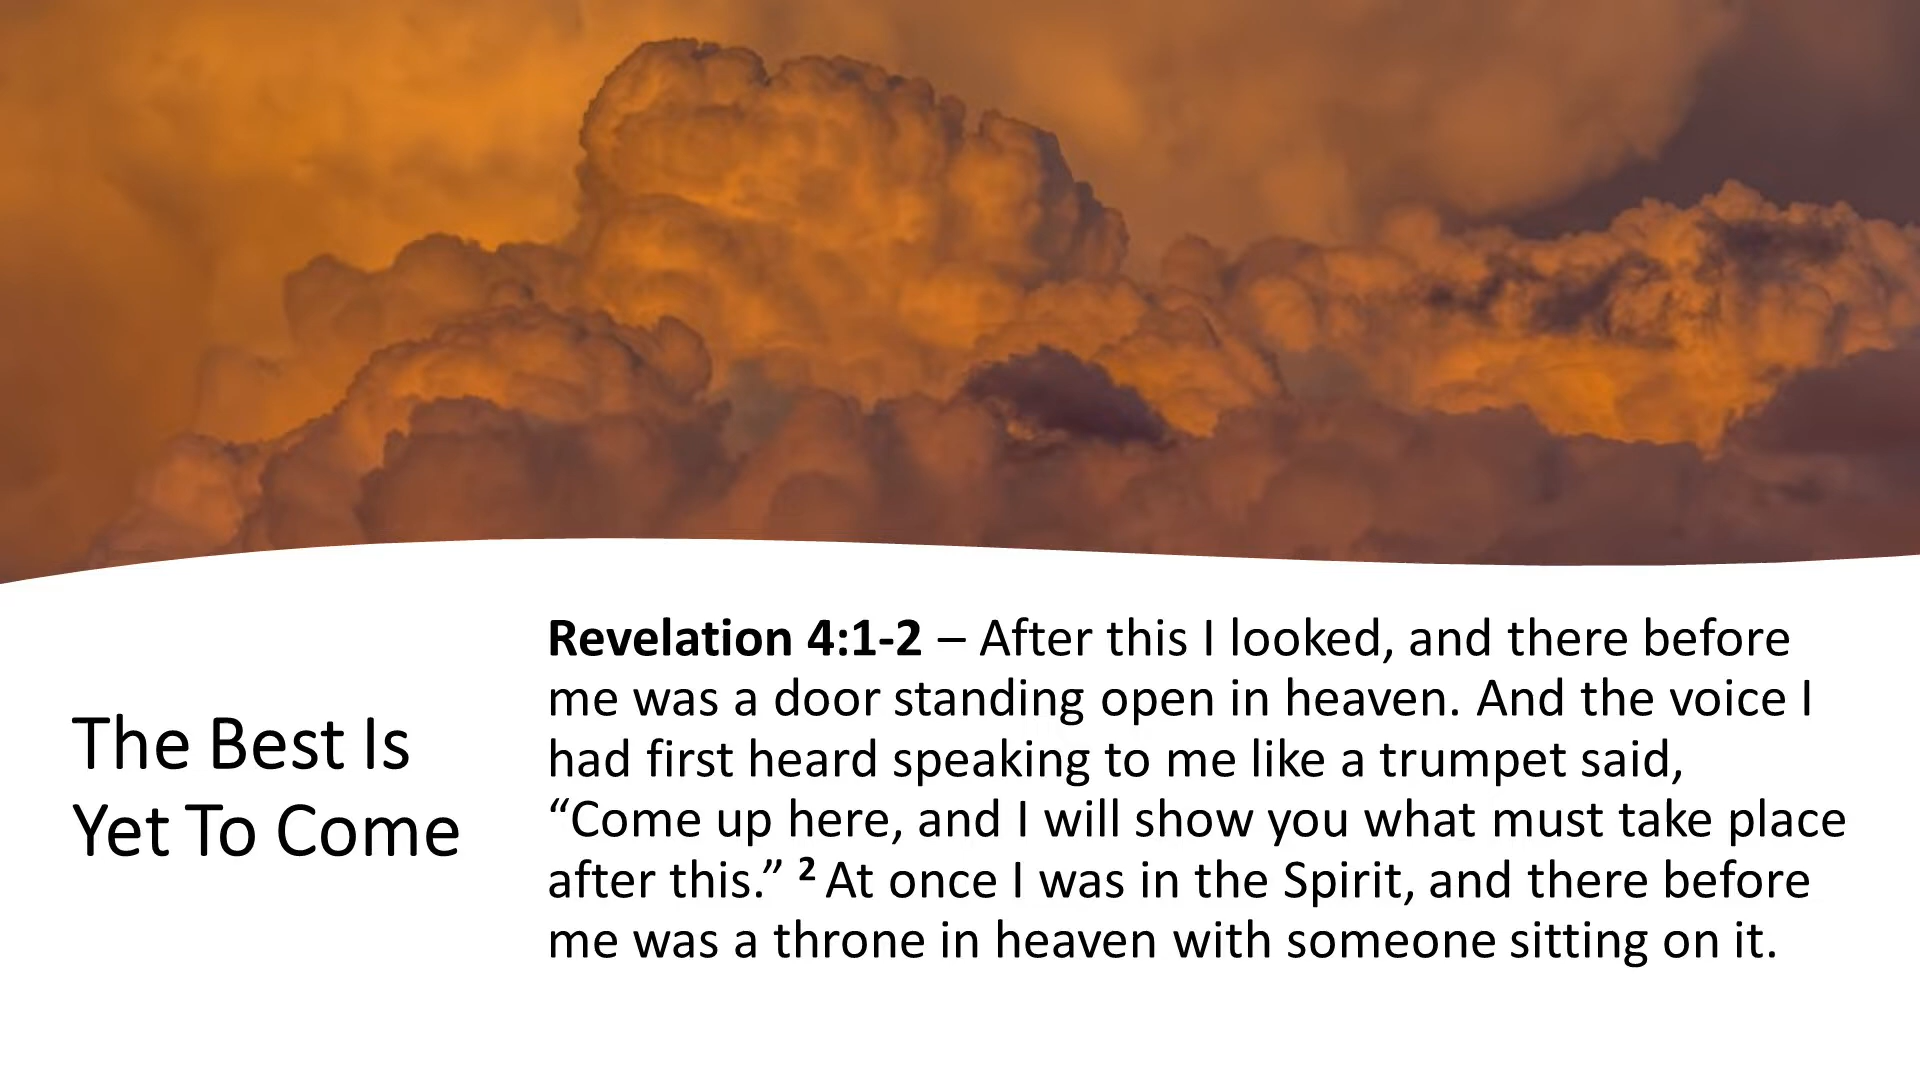 The Best Is
Yet To Come
Revelation 4:1-2 – After this I looked, and there before
me was a door standing open in heaven. And the voice I
had first heard speaking to me like a trumpet said,
“Come up here, and I will show you what must take place
after this.” ² At once I was in the Spirit, and there before
me was a throne in heaven with someone sitting on it.